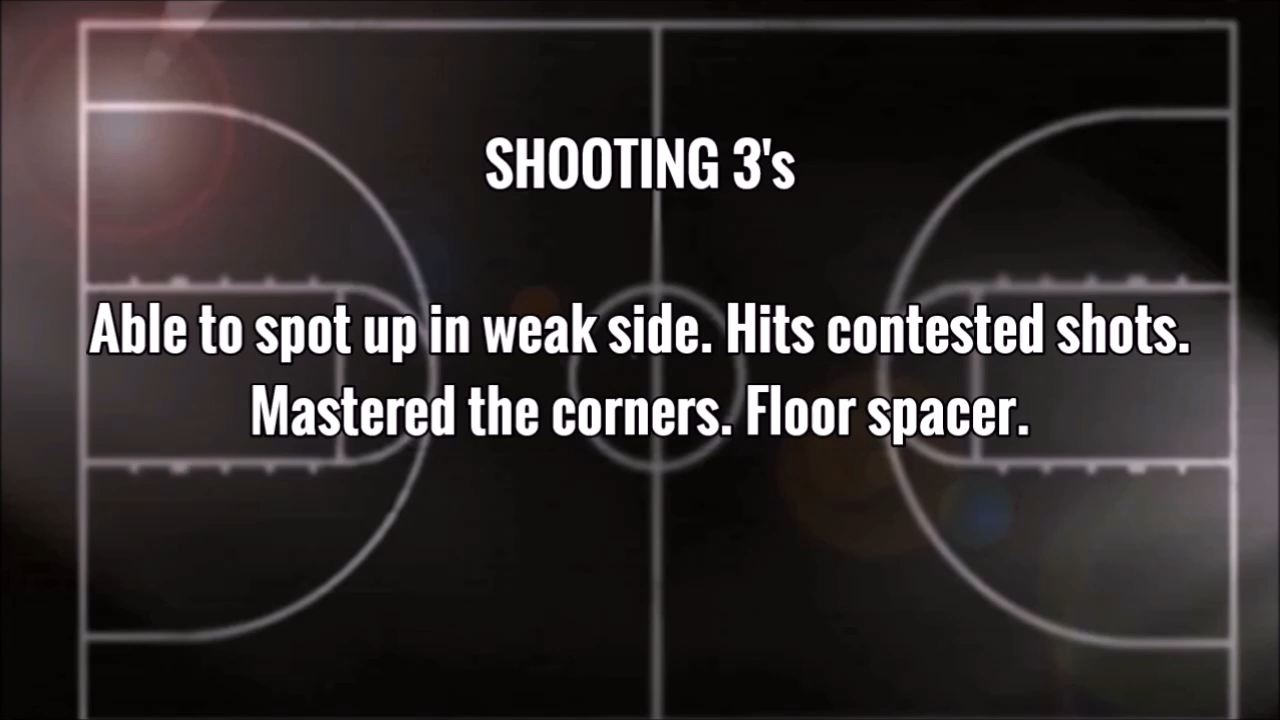 SHOOTING 3's
Able to spot up in weak side. Hits contested shots.
Mastered the corners. Floor spacer.